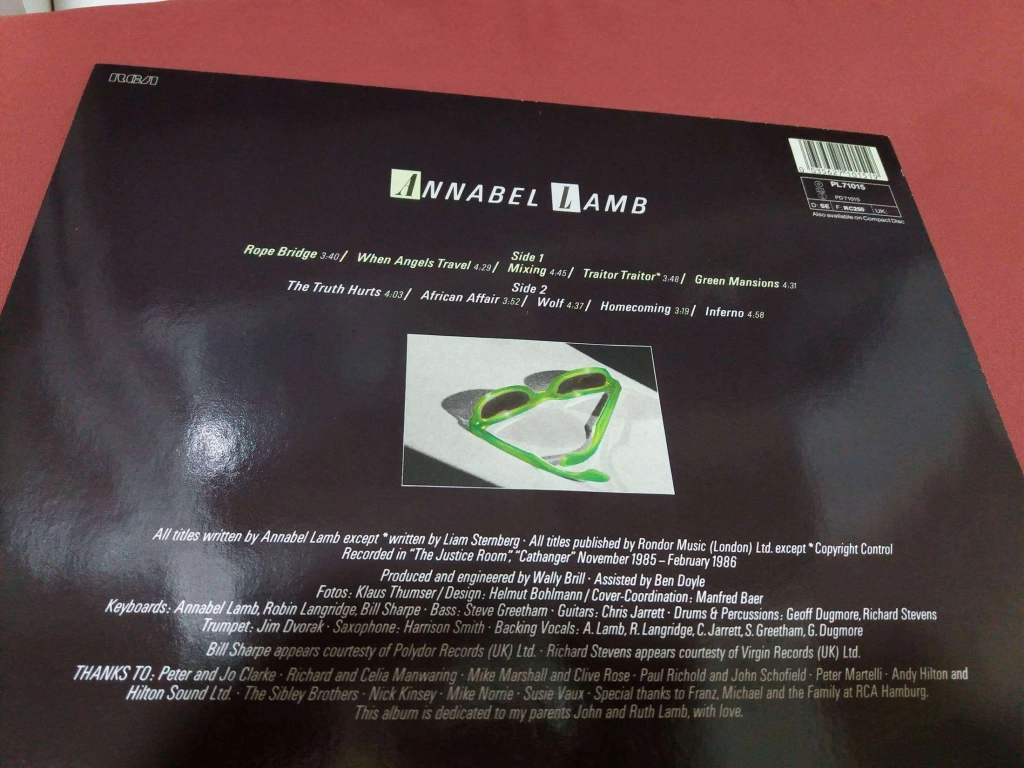 RCA
PL71015
PD71015
D: SE F: RC250 UK:
Also available on Compact Disc
ANNABEL LAMB
Side 1
Rope Bridge 3:40 / When Angels Travel 4:29 / Mixing 4:45 / Traitor Traitor* 3:48 / Green Mansions 4:31
Side 2
The Truth Hurts 4:03 / African Affair 3:52 / Wolf 4:37 / Homecoming 3:19 / Inferno 4:58
All titles written by Annabel Lamb except *written by Liam Sternberg · All titles published by Rondor Music (London) Ltd. except *Copyright Control
Recorded in "The Justice Room", "Cathanger" November 1985 – February 1986
Produced and engineered by Wally Brill · Assisted by Ben Doyle
Fotos: Klaus Thumser / Design: Helmut Bohlmann / Cover-Coordination: Manfred Baer
Keyboards: Annabel Lamb, Robin Langridge, Bill Sharpe · Bass: Steve Greetham · Guitars: Chris Jarrett · Drums & Percussions: Geoff Dugmore, Richard Stevens
Trumpet: Jim Dvorak · Saxophone: Harrison Smith · Backing Vocals: A. Lamb, R. Langridge, C. Jarrett, S. Greetham, G. Dugmore
Bill Sharpe appears courtesty of Polydor Records (UK) Ltd. · Richard Stevens appears courtesty of Virgin Records (UK) Ltd.
THANKS TO: Peter and Jo Clarke · Richard and Celia Manwaring · Mike Marshall and Clive Rose · Paul Richold and John Schofield · Peter Martelli · Andy Hilton and
Hilton Sound Ltd. · The Sibley Brothers · Nick Kinsey · Mike Norrie · Susie Vaux · Special thanks to Franz, Michael and the Family at RCA Hamburg.
This album is dedicated to my parents John and Ruth Lamb, with love.